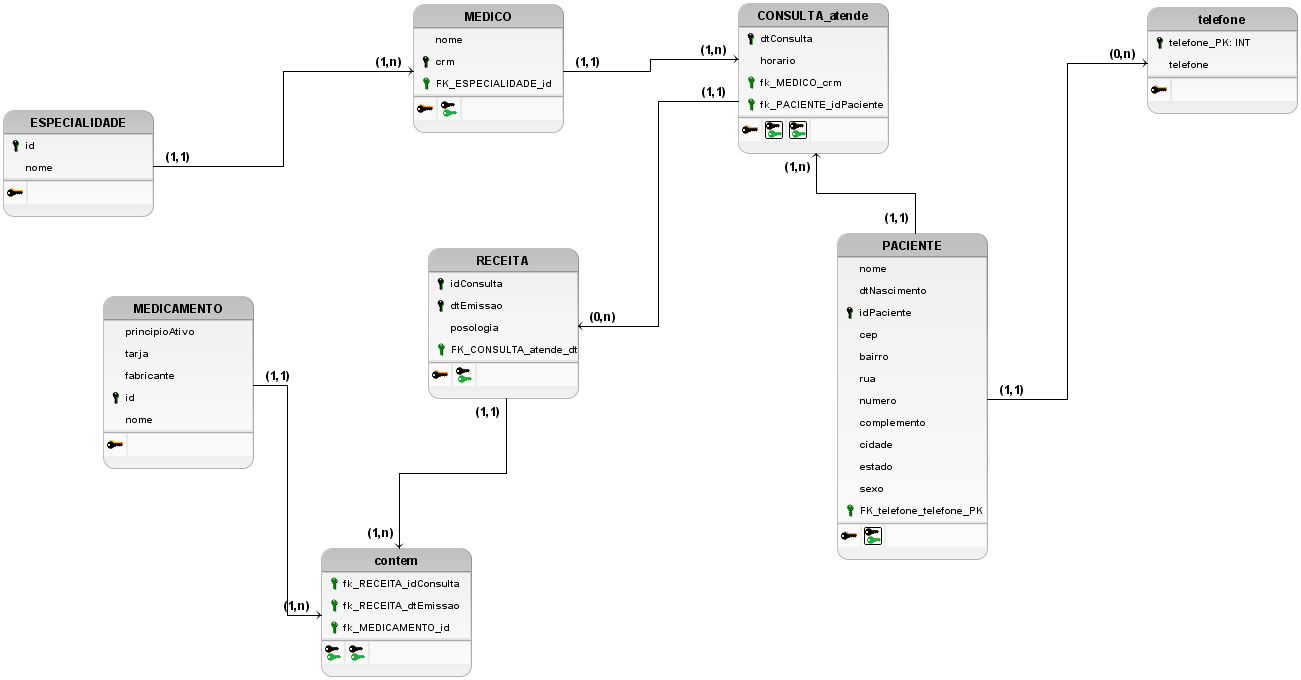 MEDICO
nome
crm
FK_ESPECIALIDADE_id
CONSULTA_atende
dtConsulta
horario
fk_MEDICO_crm
fk_PACIENTE_idPaciente
telefone
telefone_PK: INT
telefone
ESPECIALIDADE
id
nome
(1,1)
(1,n)
(1,1)
(1,n)
(1,1)
(0,n)
(1,n)
(1,1)
RECEITA
idConsulta
dtEmissao
posologia
FK_CONSULTA_atende_dt
(0,n)
(1,1)
PACIENTE
nome
dtNascimento
idPaciente
cep
bairro
rua
numero
complemento
cidade
estado
sexo
FK_telefone_telefone_PK
(1,1)
MEDICAMENTO
principioAtivo
tarja
fabricante
id
nome
(1,1)
(1,n)
(1,n)
contem
fk_RECEITA_idConsulta
fk_RECEITA_dtEmissao
fk_MEDICAMENTO_id